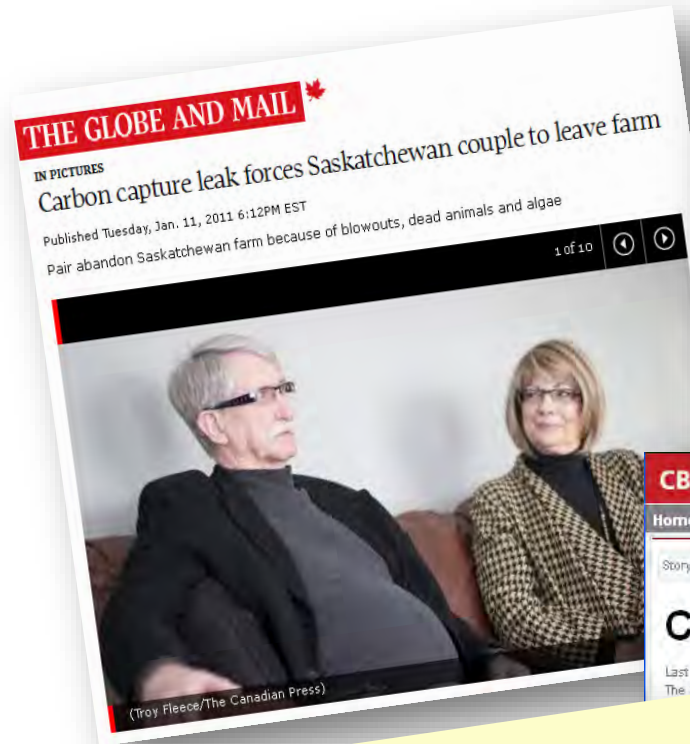 THE GLOBE AND MAIL
IN PICTURES
Carbon capture leak forces Saskatchewan couple to leave farm
Published Tuesday, Jan. 11, 2011 6:12PM EST
Pair abandon Saskatchewan farm because of blowouts, dead animals and algae
1 of 10
(Troy Fleece/The Canadian Press)
CB
Home
Story
C
Last
The